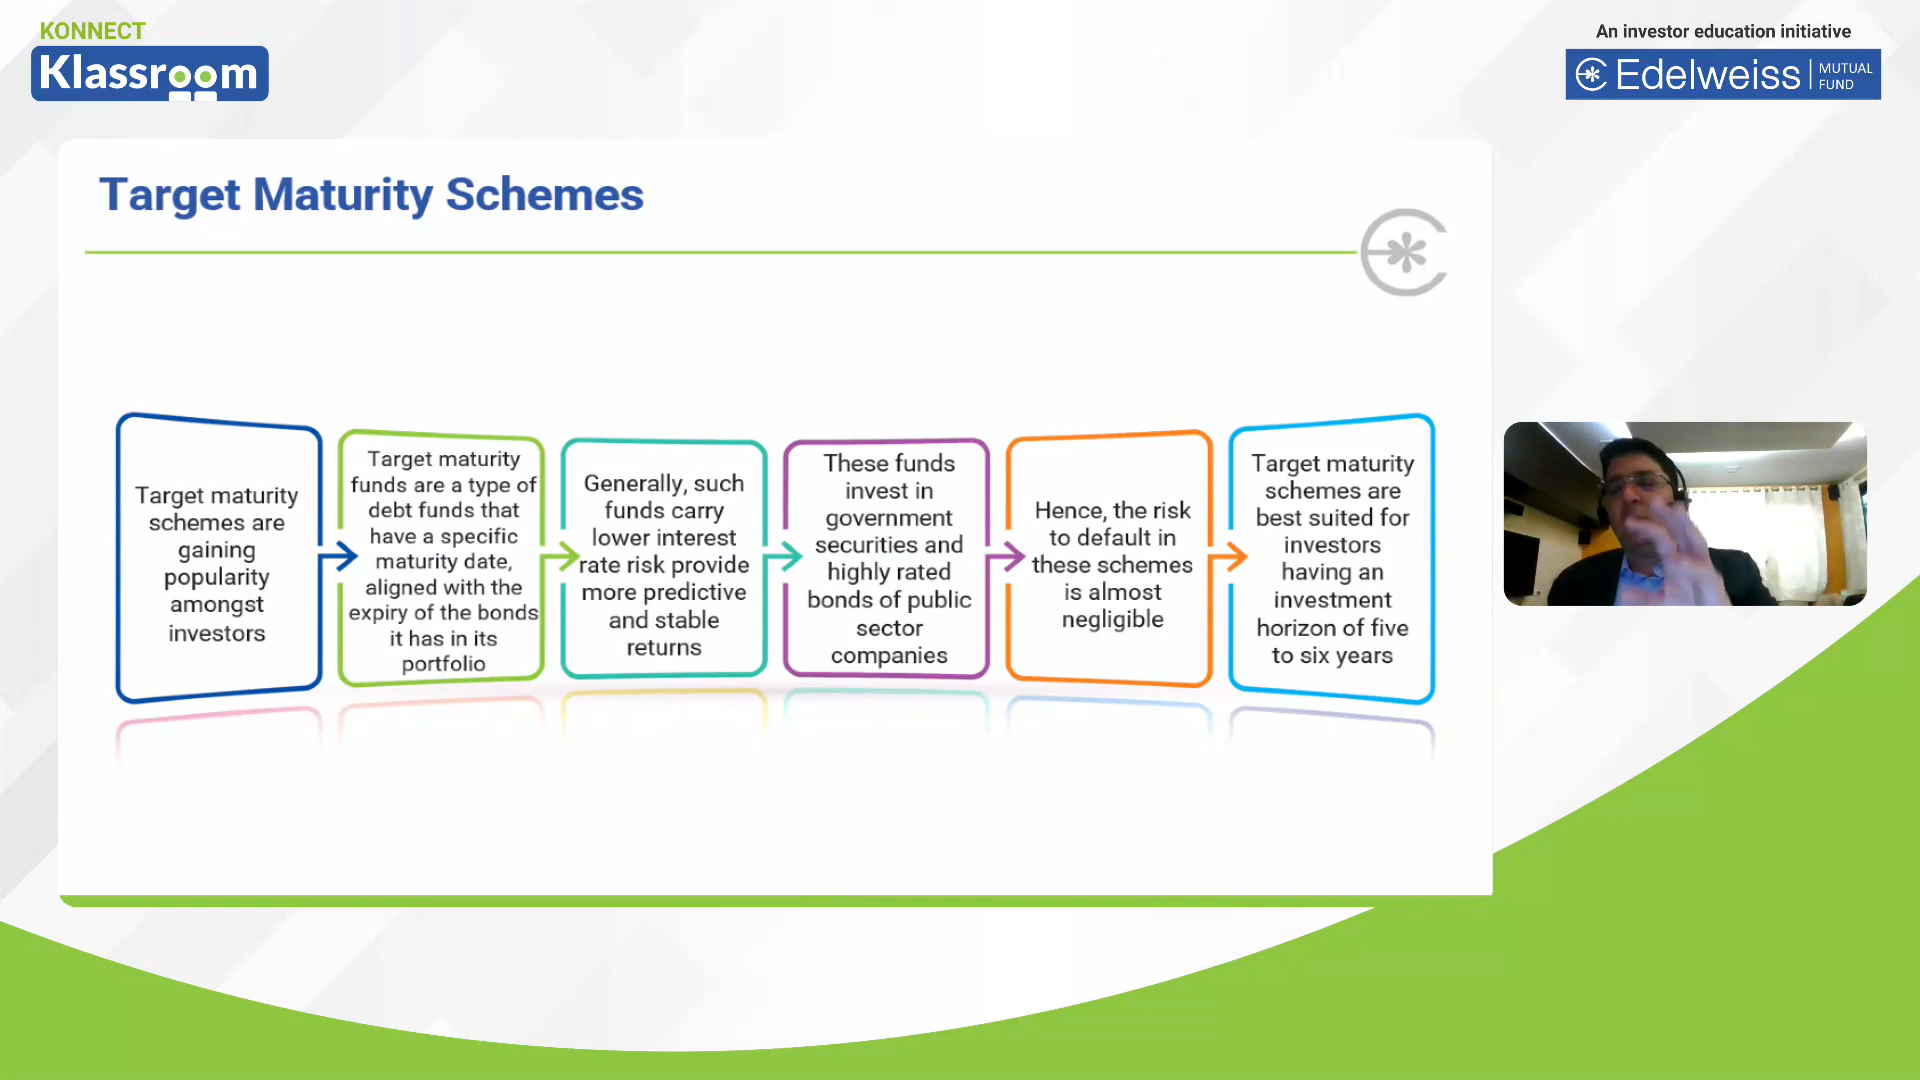 KONNECT
Klassroom
An investor education initiative
Edelweiss
MUTUAL
FUND
Target Maturity Schemes
Target maturity
schemes are
gaining
popularity
amongst
investors
Target maturity
funds are a type of
debt funds that
have a specific
maturity date,
aligned with the
expiry of the bonds
it has in its
portfolio
Generally, such
funds carry
lower interest
rate risk provide
more predictive
and stable
returns
These funds
invest in
government
securities and
highly rated
bonds of public
sector
companies
Hence, the risk
to default in
these schemes
is almost
negligible
Target maturity
schemes are
best suited for
investors
having an
investment
horizon of five
to six years